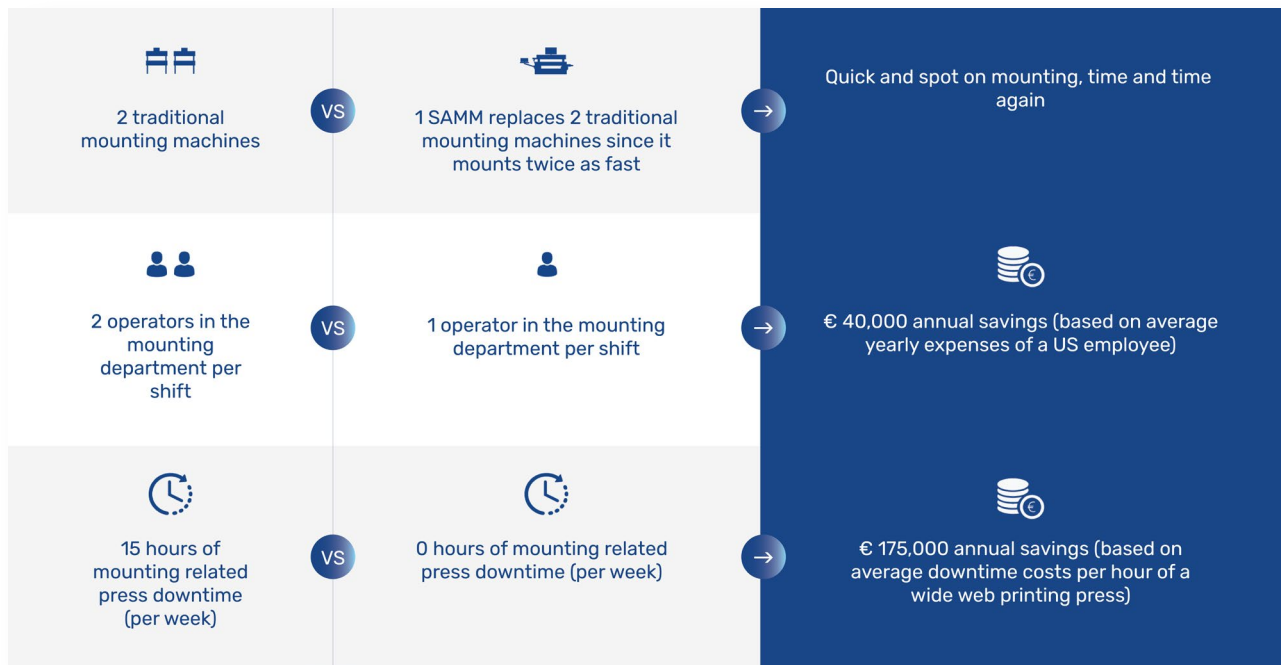 2 traditional
mounting machines
VS
1 SAMM replaces 2 traditional
mounting machines since it
mounts twice as fast
→
Quick and spot on mounting, time and time
again
2 operators in the
mounting
department per
shift
VS
1 operator in the mounting
department per shift
→
€
€ 40,000 annual savings (based on average
yearly expenses of a US employee)
15 hours of
mounting related
press downtime
(per week)
VS
0 hours of mounting related
press downtime (per week)
→
€
€ 175,000 annual savings (based on
average downtime costs per hour of a
wide web printing press)